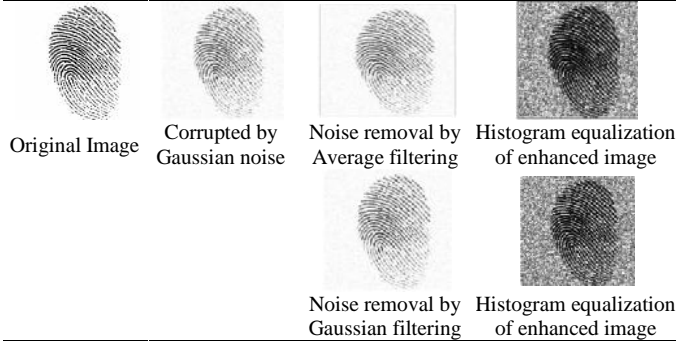 Original Image
Corrupted by
Gaussian noise
Noise removal by
Average filtering
Histogram equalization
of enhanced image
Noise removal by
Gaussian filtering
Histogram equalization
of enhanced image